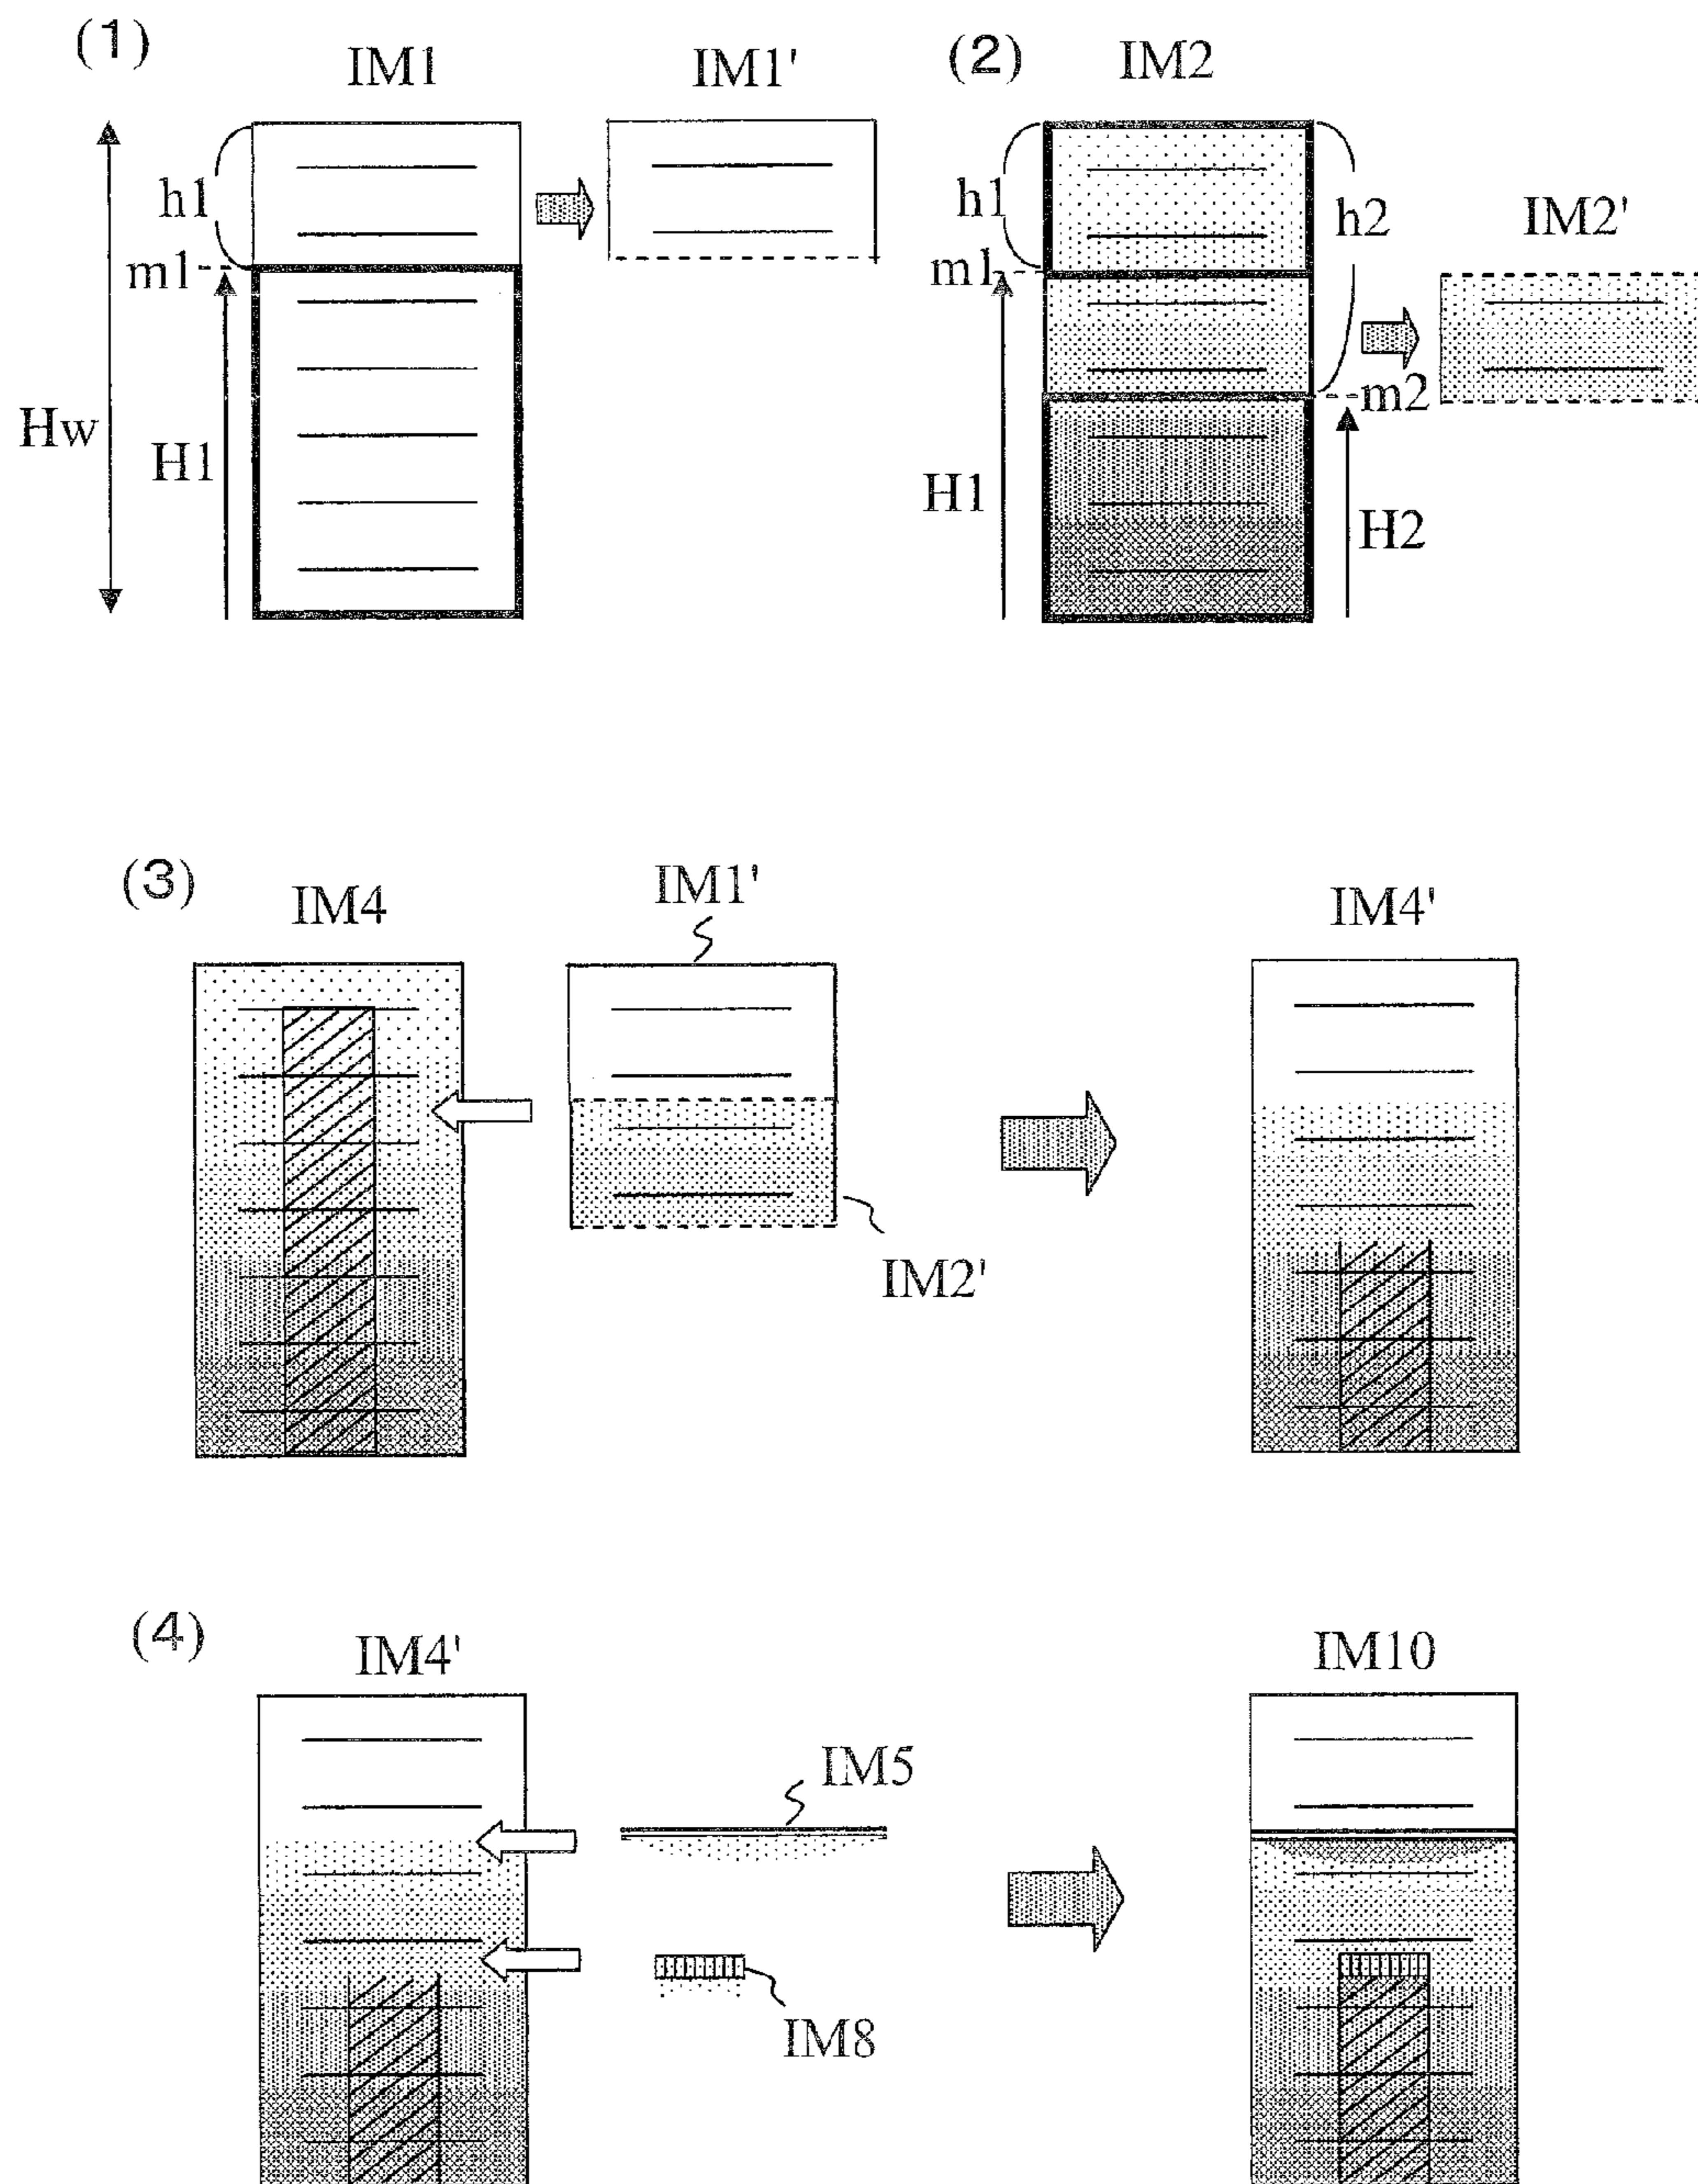 (1)
IM1
IM1'
h1
m1
Hw
H1
(2)
IM2
h1
h2
IM2'
m1
m2
H1
H2
(3)
IM4
IM1'
IM4'
IM2'
(4)
IM4'
IM10
IM5
IM8